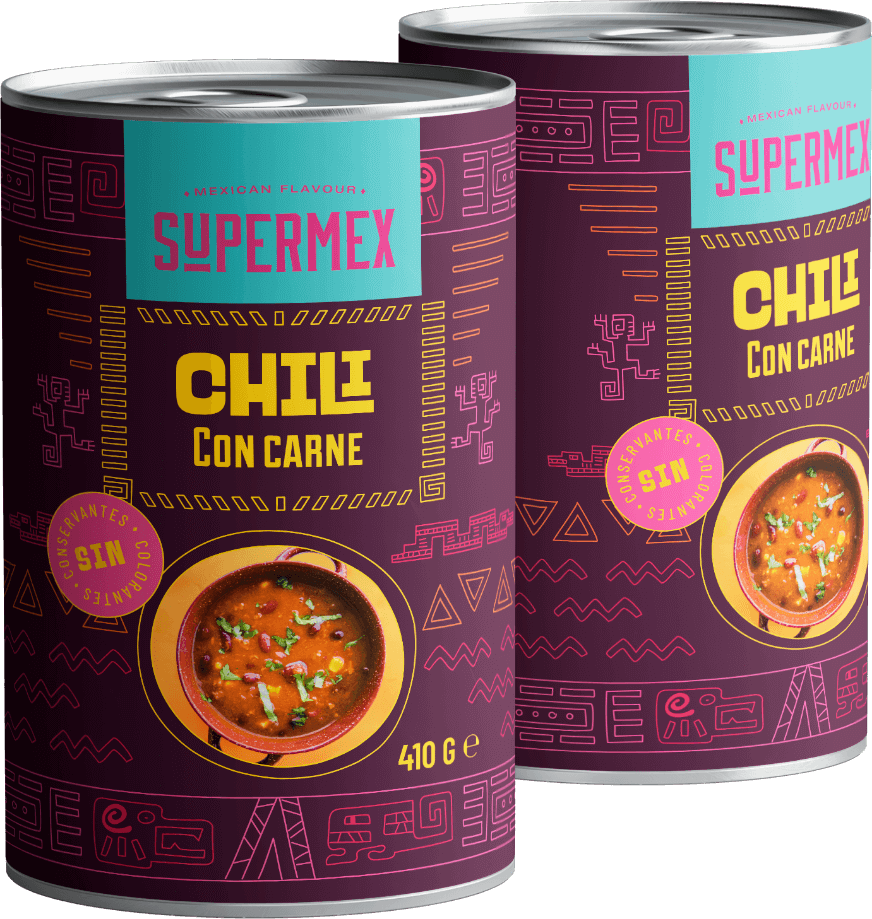 • MEXICAN FLAVOUR •
SUPERMEX
CHILI
CON CARNE
CONSERVANTES •
SIN
COLORANTES •
410 G ℮
• MEXICAN FLAVOUR •
SUPERMEX
CHILI
CON CARNE
CONSERVANTES •
SIN
COLORANTES •